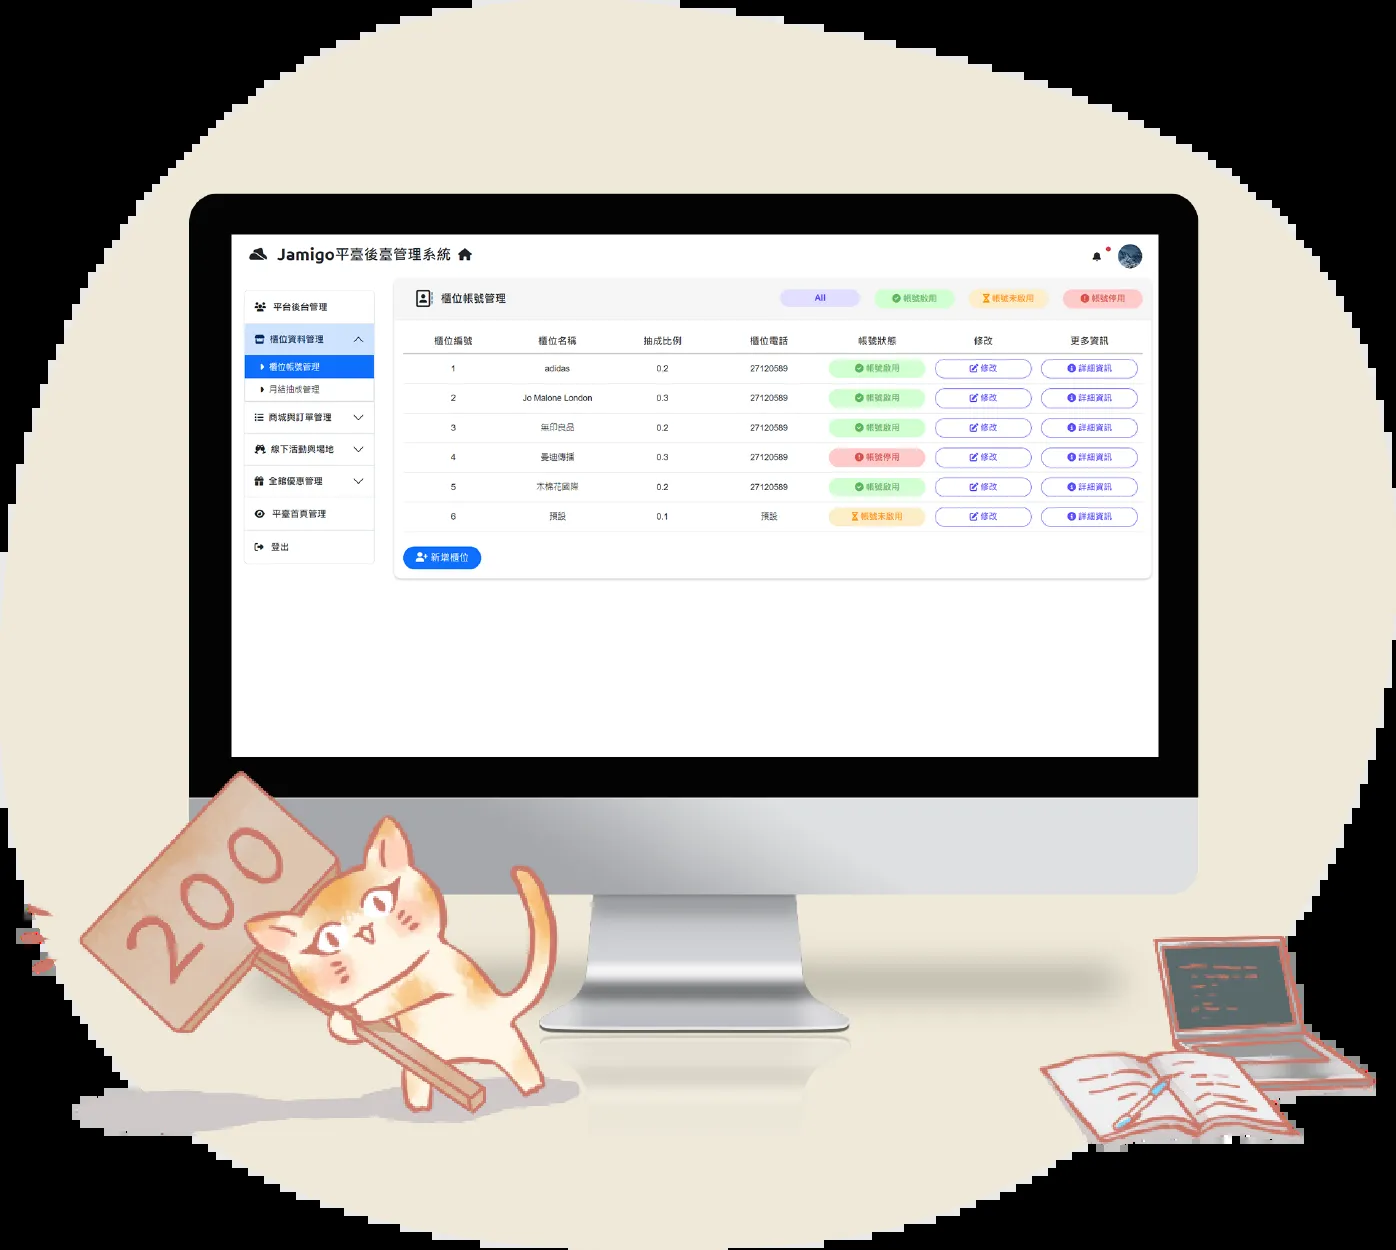 Jamigo平臺後臺管理系統
平台後台管理
櫃位資料管理
櫃位帳號管理
月結抽成管理
商城與訂單管理
線下活動與場地
全館優惠管理
平臺首頁管理
登出
櫃位帳號管理 All 帳號啟用 帳號未啟用 帳號停用
櫃位編號 櫃位名稱 抽成比例 櫃位電話 帳號狀態 修改 更多資訊
1 adidas 0.2 27120589 帳號啟用 修改 詳細資訊
2 Jo Malone London 0.3 27120589 帳號啟用 修改 詳細資訊
3 無印良品 0.2 27120589 帳號啟用 修改 詳細資訊
4 曼迪傳播 0.3 27120589 帳號停用 修改 詳細資訊
5 木棉花國際 0.2 27120589 帳號啟用 修改 詳細資訊
6 預設 0.1 預設 帳號未啟用 修改 詳細資訊
新增櫃位
200